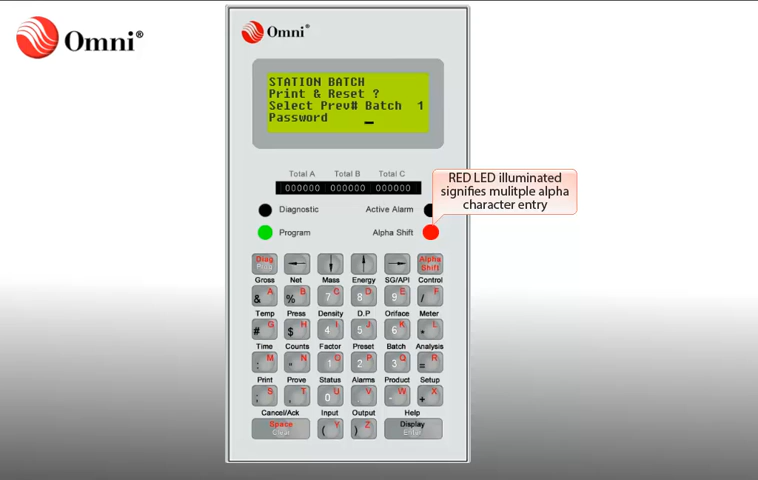 Omni®
Omni®
STATION BATCH
Print & Reset ?
Select Prev# Batch 1
Password _
Total A Total B Total C
000000 000000 000000
RED LED illuminated
signifies mulitple alpha
character entry
Diagnostic Active Alarm
Program Alpha Shift
Diag ← ↓ ↑ → Alpha
Prog Shift
Gross Net Mass Energy SG/API Control
& A % B 7 C 8 D 9 E / F
Temp Press Density D.P Oriface Meter
# G $ H 4 I 5 J 6 K * L
Time Counts Factor Preset Batch Analysis
: M " N 1 O 2 P 3 Q = R
Print Prove Status Alarms Product Setup
; S , T 0 U . V - W + X
Cancel/Ack Input Output Help
Space ( Y ) Z Display
Clear Enter